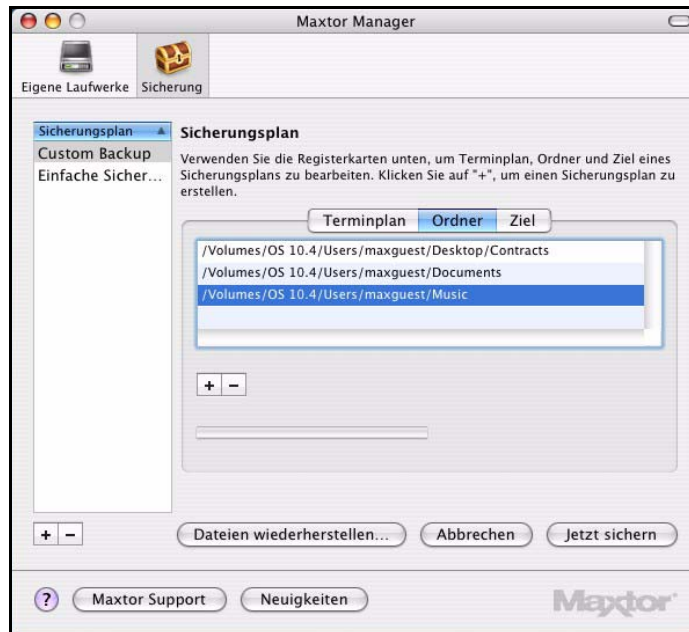 Maxtor Manager
Eigene Laufwerke
Sicherung
Sicherungsplan
Custom Backup
Einfache Sicher...
Sicherungsplan
Verwenden Sie die Registerkarten unten, um Terminplan, Ordner und Ziel eines
Sicherungsplans zu bearbeiten. Klicken Sie auf "+", um einen Sicherungsplan zu
erstellen.
Terminplan
Ordner
Ziel
/Volumes/OS 10.4/Users/maxguest/Desktop/Contracts
/Volumes/OS 10.4/Users/maxguest/Documents
/Volumes/OS 10.4/Users/maxguest/Music
+ −
+ −
Dateien wiederherstellen...
Abbrechen
Jetzt sichern
?
Maxtor Support
Neuigkeiten
Maxtor